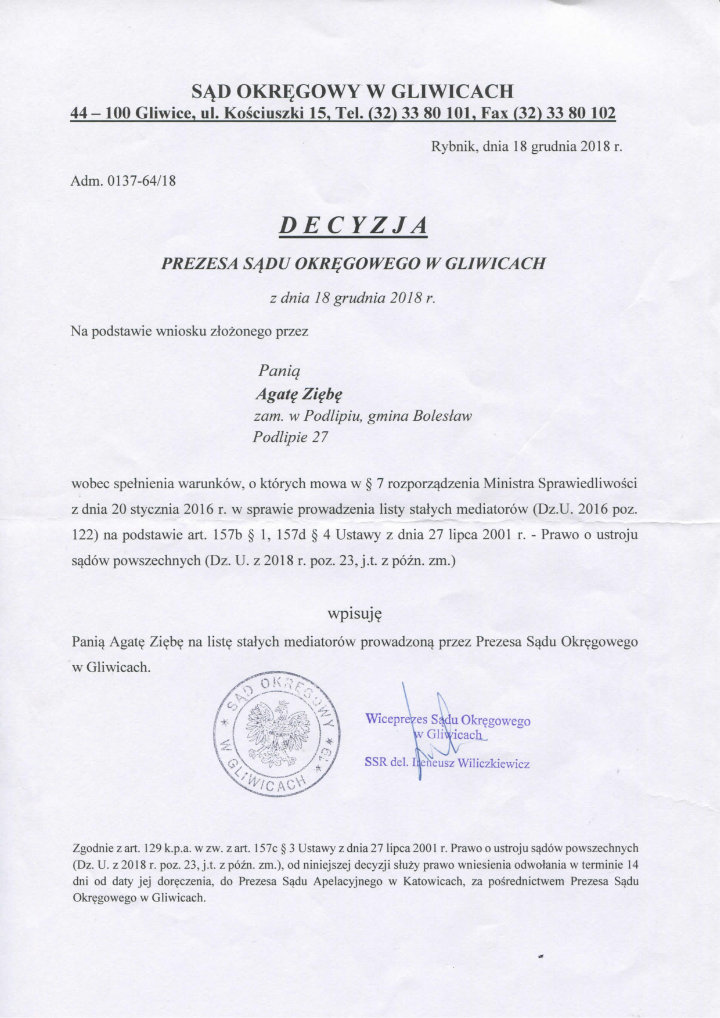 SĄD OKRĘGOWY W GLIWICACH
44 – 100 Gliwice, ul. Kościuszki 15, Tel. (32) 33 80 101, Fax (32) 33 80 102
Rybnik, dnia 18 grudnia 2018 r.
Adm. 0137-64/18
D E C Y Z J A
PREZESA SĄDU OKRĘGOWEGO W GLIWICACH
z dnia 18 grudnia 2018 r.
Na podstawie wniosku złożonego przez
Panią
Agatę Ziębę
zam. w Podlipiu, gmina Bolesław
Podlipie 27
wobec spełnienia warunków, o których mowa w § 7 rozporządzenia Ministra Sprawiedliwości
z dnia 20 stycznia 2016 r. w sprawie prowadzenia listy stałych mediatorów (Dz.U. 2016 poz.
122) na podstawie art. 157b § 1, 157d § 4 Ustawy z dnia 27 lipca 2001 r. - Prawo o ustroju
sądów powszechnych (Dz. U. z 2018 r. poz. 23, j.t. z późn. zm.)
wpisuję
Panią Agatę Ziębę na listę stałych mediatorów prowadzoną przez Prezesa Sądu Okręgowego
w Gliwicach.
SĄD OKRĘGOWY
W GLIWICACH
* 19 *
Wiceprezes Sądu Okręgowego
w Gliwicach
SSR del. Ireneusz Wiliczkiewicz
Zgodnie z art. 129 k.p.a. w zw. z art. 157c § 3 Ustawy z dnia 27 lipca 2001 r. Prawo o ustroju sądów powszechnych
(Dz. U. z 2018 r. poz. 23, j.t. z późn. zm.), od niniejszej decyzji służy prawo wniesienia odwołania w terminie 14
dni od daty jej doręczenia, do Prezesa Sądu Apelacyjnego w Katowicach, za pośrednictwem Prezesa Sądu
Okręgowego w Gliwicach.